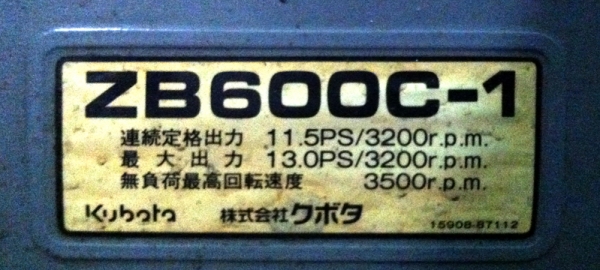 ZB600C-1
連続定格出力 11.5PS/3200r.p.m.
最大出力 13.0PS/3200r.p.m.
無負荷最高回転速度 3500r.p.m.
Kubota 株式会社クボタ
15908-87112